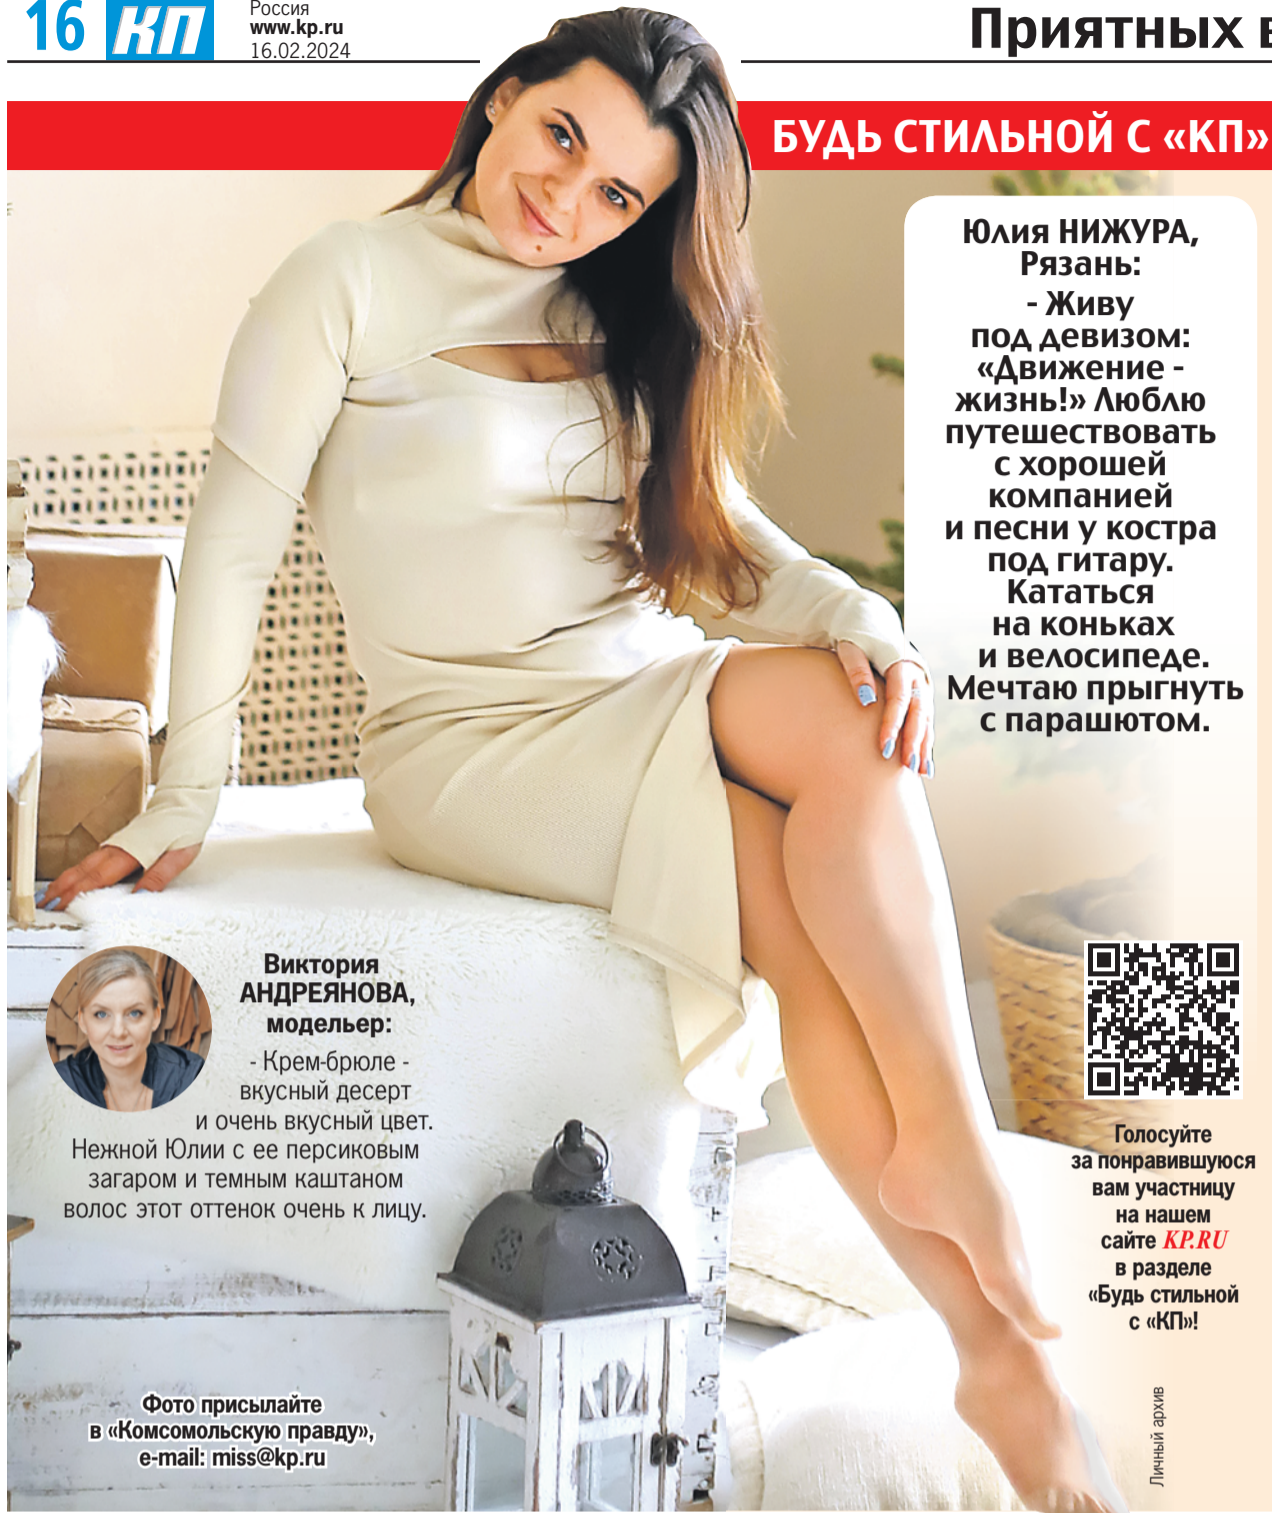 16 КП
Россия
www.kp.ru
16.02.2024
Приятных в
БУДЬ СТИЛЬНОЙ С «КП»
Юлия НИЖУРА,
Рязань:
- Живу
под девизом:
«Движение -
жизнь!» Люблю
путешествовать
с хорошей
компанией
и песни у костра
под гитару.
Кататься
на коньках
и велосипеде.
Мечтаю прыгнуть
с парашютом.
Виктория
АНДРЕЯНОВА,
модельер:
- Крем-брюле -
вкусный десерт
и очень вкусный цвет.
Нежной Юлии с ее персиковым
загаром и темным каштаном
волос этот оттенок очень к лицу.
Голосуйте
за понравившуюся
вам участницу
на нашем
сайте KP.RU
в разделе
«Будь стильной
с «КП»!
Фото присылайте
в «Комсомольскую правду»,
e-mail: miss@kp.ru
Личный архив